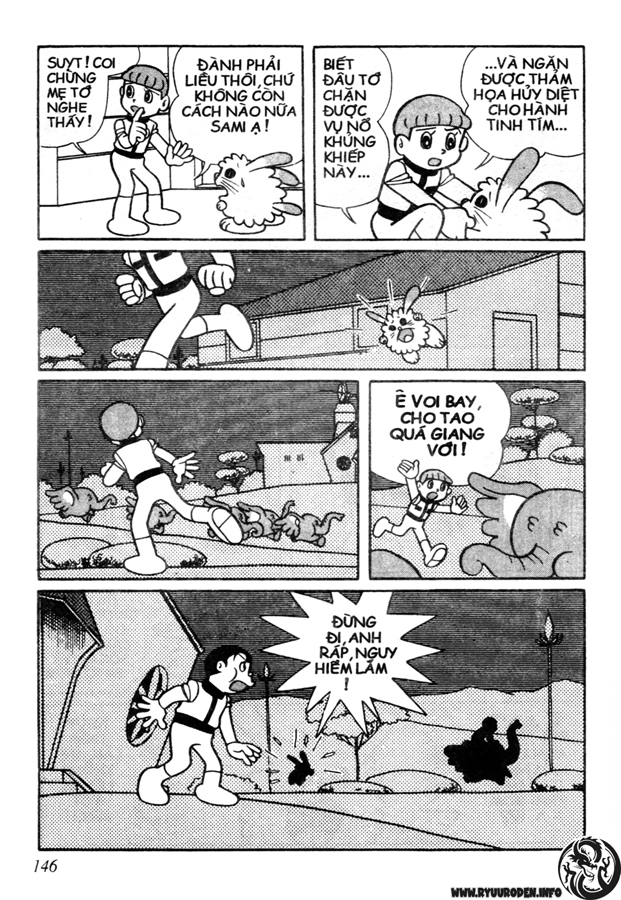 SUYT! COI
CHỪNG
MẸ TỚ
NGHE
THẤY!
ĐÀNH PHẢI
LIỀU THÔI, CHỨ
KHÔNG CÒN
CÁCH NÀO NỮA
SAMI Ạ!
BIẾT
ĐÂU TỚ
CHẶN
ĐƯỢC
VỤ NỔ
KHỦNG
KHIẾP
NÀY...
...VÀ NGĂN
ĐƯỢC THẢM
HỌA HỦY DIỆT
CHO HÀNH
TINH TÍM...
Ê VOI BAY,
CHO TAO
QUÁ GIANG
VỚI!
ĐỪNG
ĐI, ANH
RẬP, NGUY
HIỂM LẮM
!
146
WWW.RYUURODEN.INFO